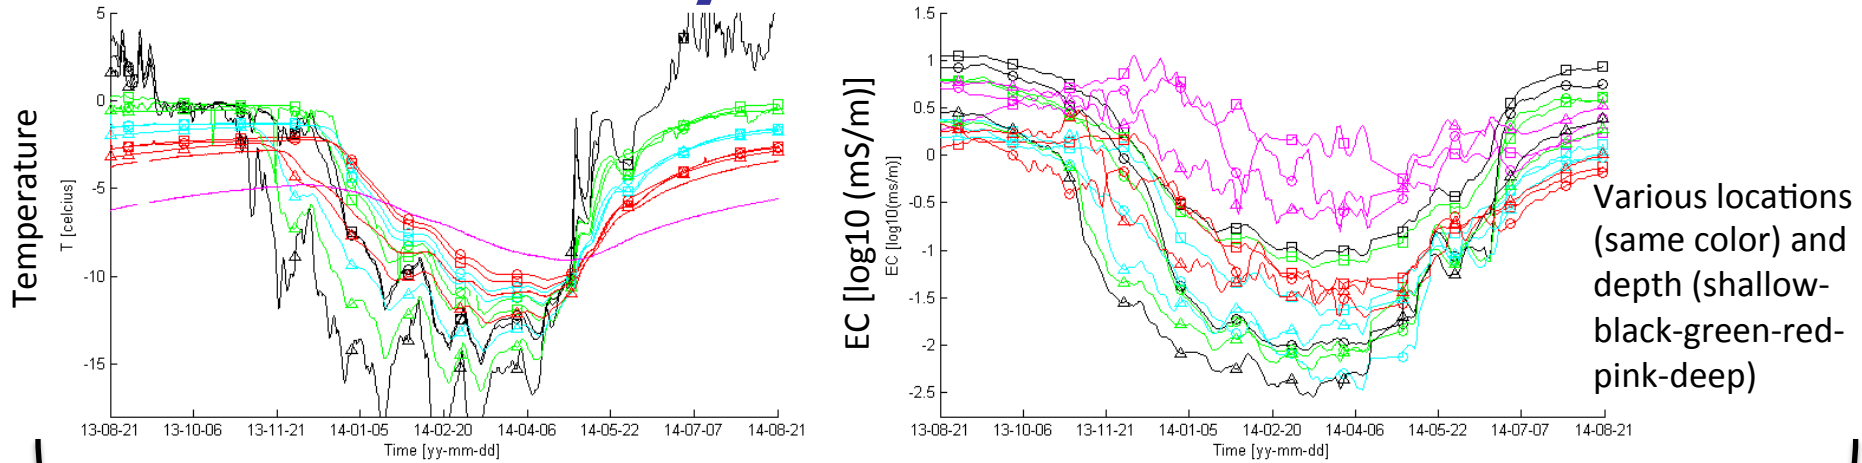 Temperature
T [celcius]
5
0
-5
-10
-15
13-08-21 13-10-06 13-11-21 14-01-05 14-02-20 14-04-06 14-05-22 14-07-07 14-08-21
Time [yy-mm-dd]
EC [log10 (mS/m)]
EC [log10(ms/m)]
1.5
1
0.5
0
-0.5
-1
-1.5
-2
-2.5
13-08-21 13-10-06 13-11-21 14-01-05 14-02-20 14-04-06 14-05-22 14-07-07 14-08-21
Time [yy-mm-dd]
Various locations
(same color) and
depth (shallow-
black-green-red-
pink-deep)